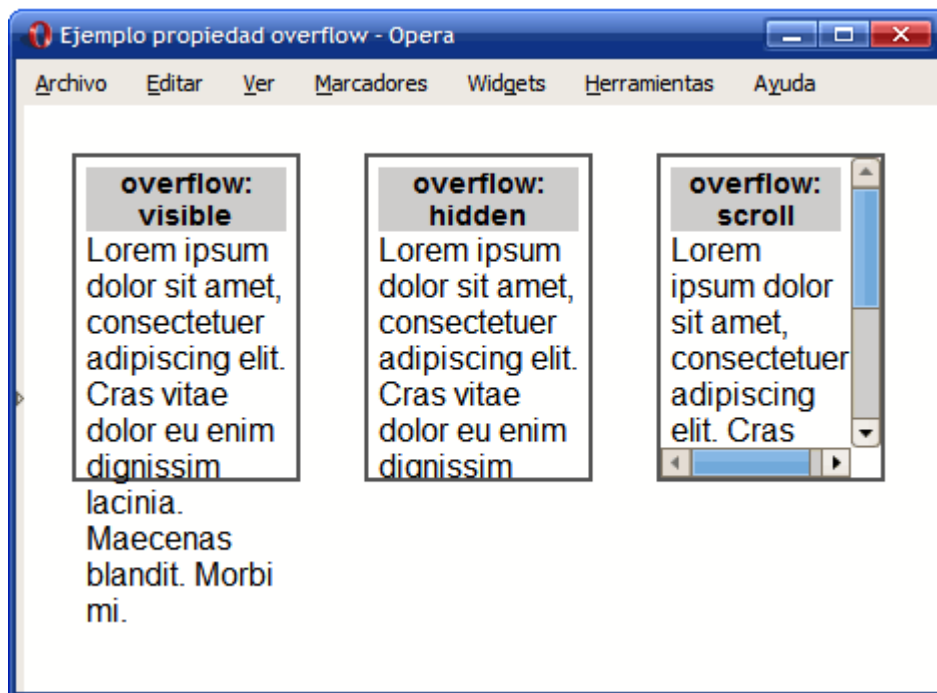 Ejemplo propiedad overflow - Opera
Archivo Editar Ver Marcadores Widgets Herramientas Ayuda
overflow:
visible
Lorem ipsum
dolor sit amet,
consectetuer
adipiscing elit.
Cras vitae
dolor eu enim
dignissim
lacinia.
Maecenas
blandit. Morbi
mi.
overflow:
hidden
Lorem ipsum
dolor sit amet,
consectetuer
adipiscing elit.
Cras vitae
dolor eu enim
dignissim
overflow:
scroll
Lorem
ipsum dolor
sit amet,
consectetuer
adipiscing
elit. Cras